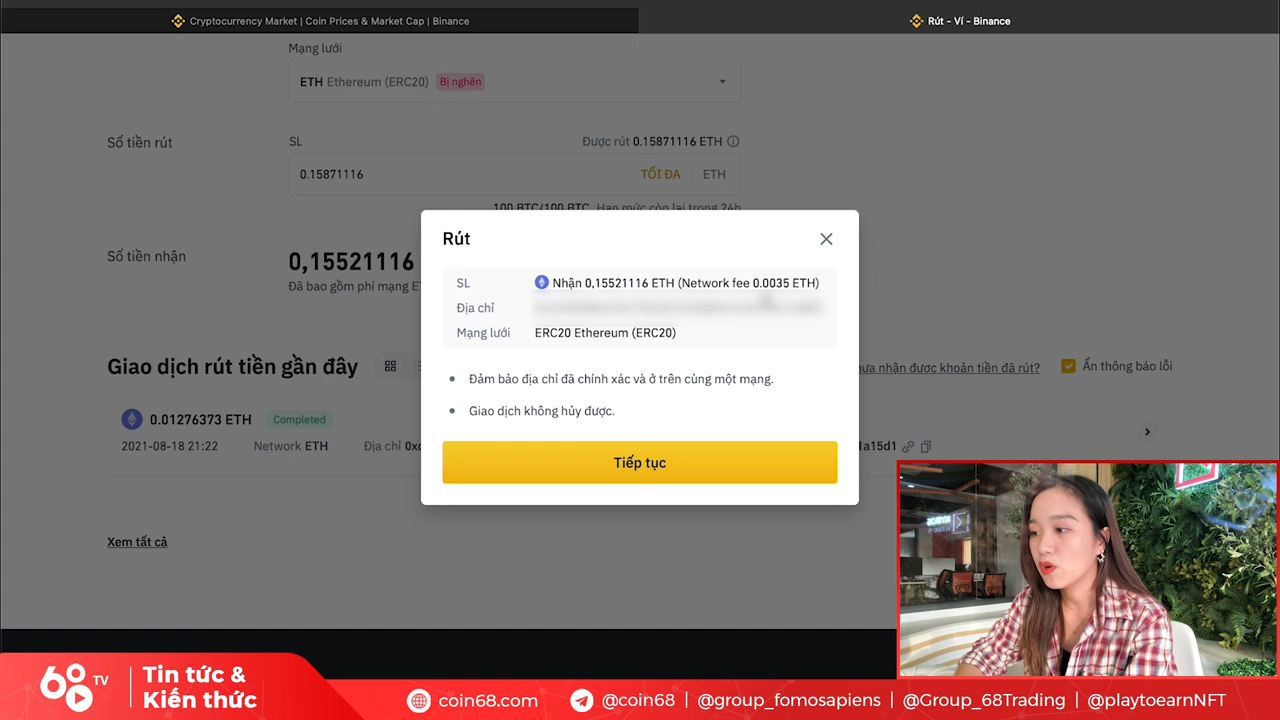 Cryptocurrency Market | Coin Prices & Market Cap | Binance
Rút - Ví - Binance
Mạng lưới
ETH Ethereum (ERC20) Bị nghẽn
Số tiền rút
SL
Được rút 0.15871116 ETH
0.15871116
TỐI ĐA
ETH
100 BTC/100 BTC Hạn mức còn lại trong 24h
Số tiền nhận
0,15521116
Đã bao gồm phí mạng
Rút
SL
Nhận 0,15521116 ETH (Network fee 0.0035 ETH)
Địa chỉ
Mạng lưới
ERC20 Ethereum (ERC20)
Đảm bảo địa chỉ đã chính xác và ở trên cùng một mạng.
Giao dịch không hủy được.
Tiếp tục
Giao dịch rút tiền gần đây
nhận được khoản tiền đã rút?
Ẩn thông báo lỗi
0.01276373 ETH
Completed
2021-08-18 21:22
Network ETH
Địa chỉ
1a15d1
Xem tất cả
68 TV
Tin tức &
Kiến thức
coin68.com
@coin68 | @group_fomosapiens | @Group_68Trading | @playtoearnNFT